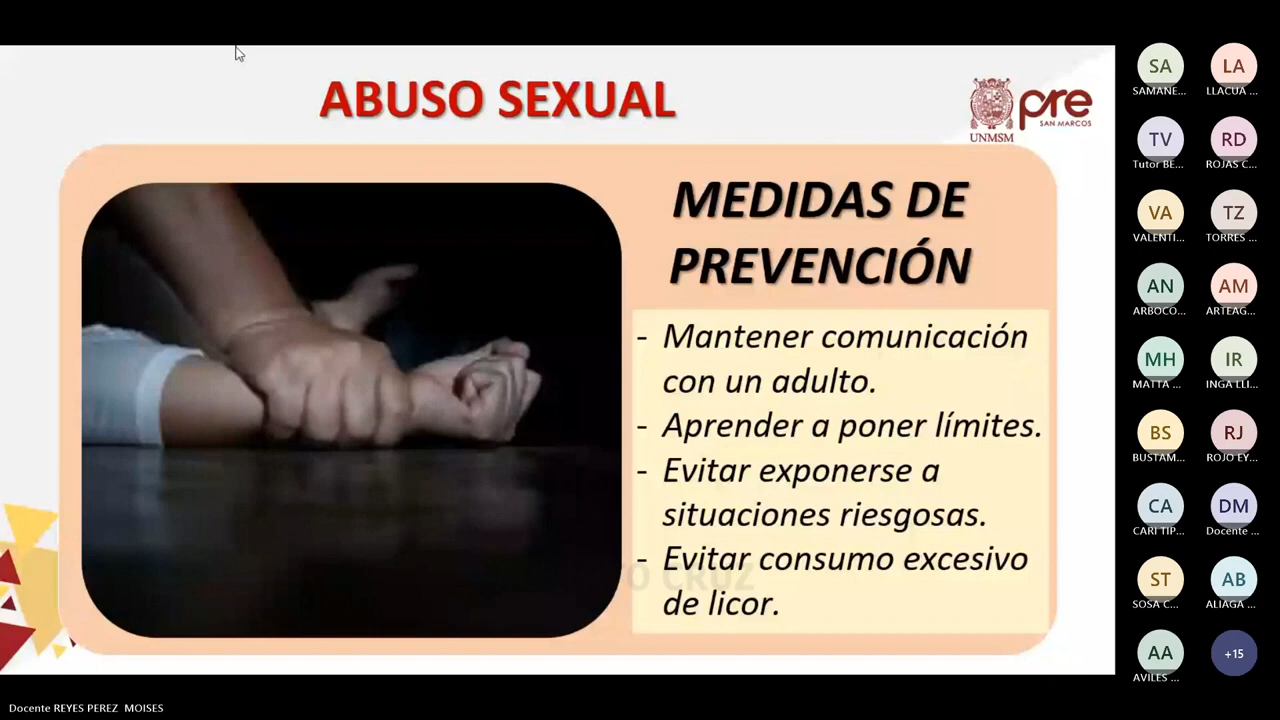 ABUSO SEXUAL
UNMSM
pre
SAN MARCOS
MEDIDAS DE
PREVENCIÓN
- Mantener comunicación
con un adulto.
- Aprender a poner límites.
- Evitar exponerse a
situaciones riesgosas.
- Evitar consumo excesivo
de licor.
SA LA
SAMANE... LLACUA ...
TV RD
Tutor BE... ROJAS C...
VA TZ
VALENTI... TORRES ...
AN AM
ARBOCO... ARTEAG...
MH IR
MATTA ... INGA LLI...
BS RJ
BUSTAM... ROJO EY...
CA DM
CARI TIP... Docente ...
ST AB
SOSA C... ALIAGA ...
AA +15
AVILES ...
Docente REYES PEREZ MOISES